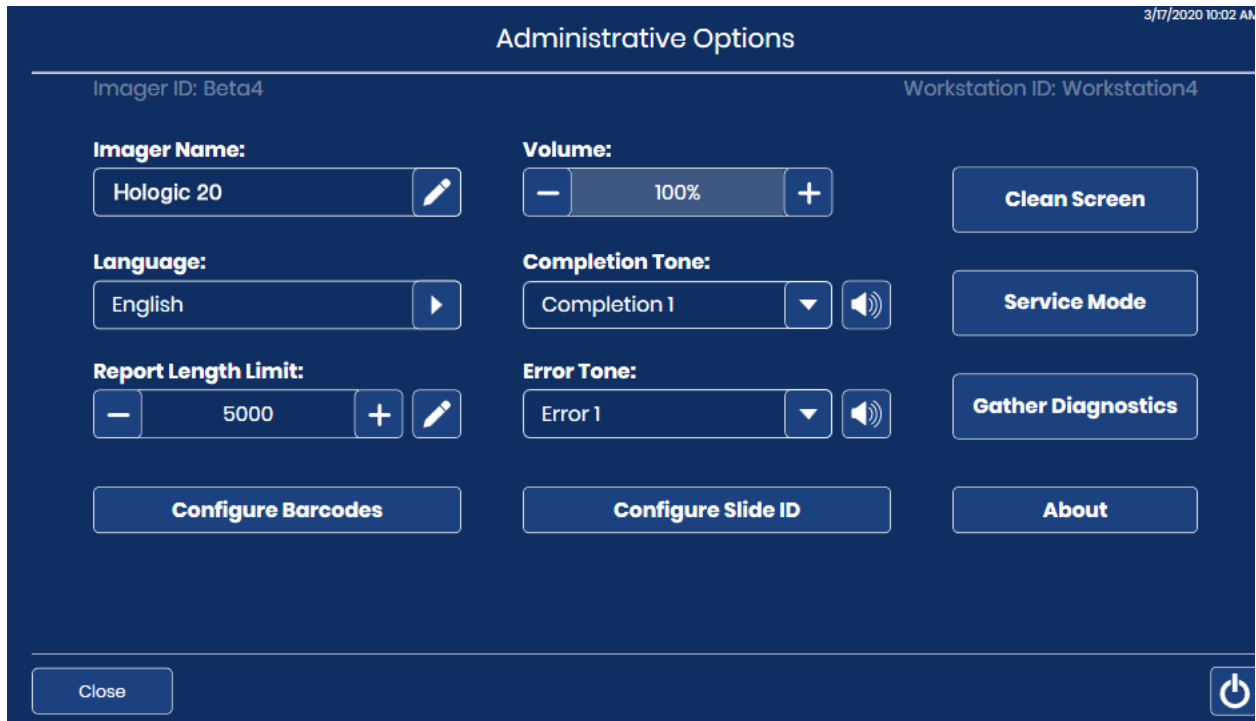 3/17/2020 10:02 AM
Administrative Options
Imager ID: Beta4
Workstation ID: Workstation4
Imager Name:
Hologic 20
Volume:
100%
Clean Screen
Language:
English
Completion Tone:
Completion 1
Service Mode
Report Length Limit:
5000
Error Tone:
Error 1
Gather Diagnostics
Configure Barcodes
Configure Slide ID
About
Close